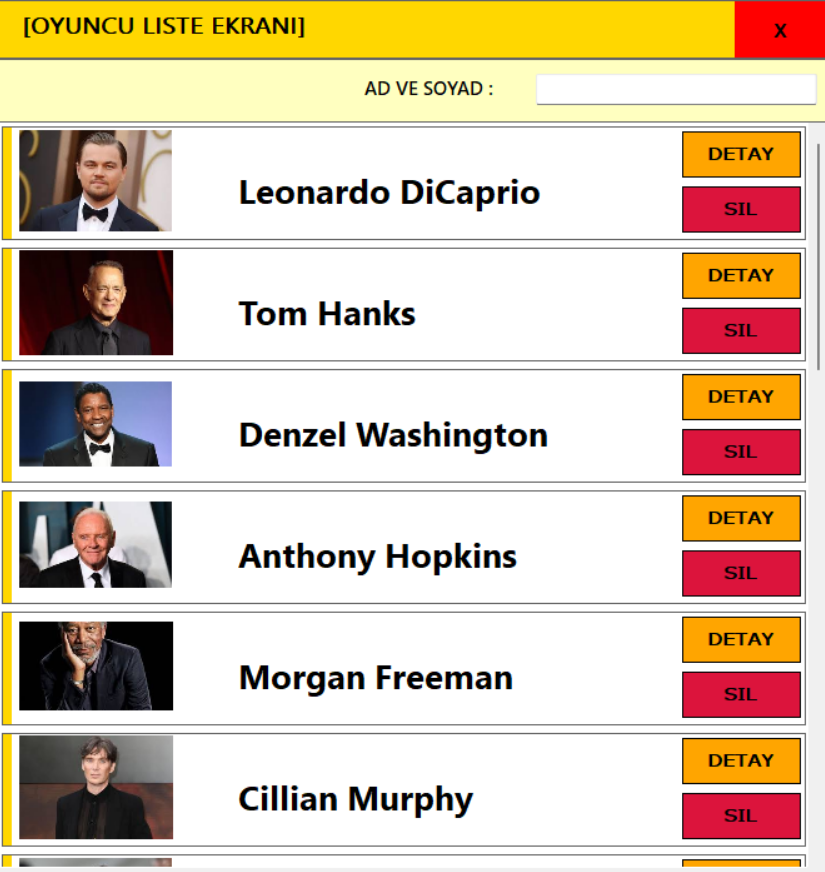 [OYUNCU LISTE EKRANI]
X
AD VE SOYAD :
Leonardo DiCaprio
DETAY
SIL
Tom Hanks
DETAY
SIL
Denzel Washington
DETAY
SIL
Anthony Hopkins
DETAY
SIL
Morgan Freeman
DETAY
SIL
Cillian Murphy
DETAY
SIL